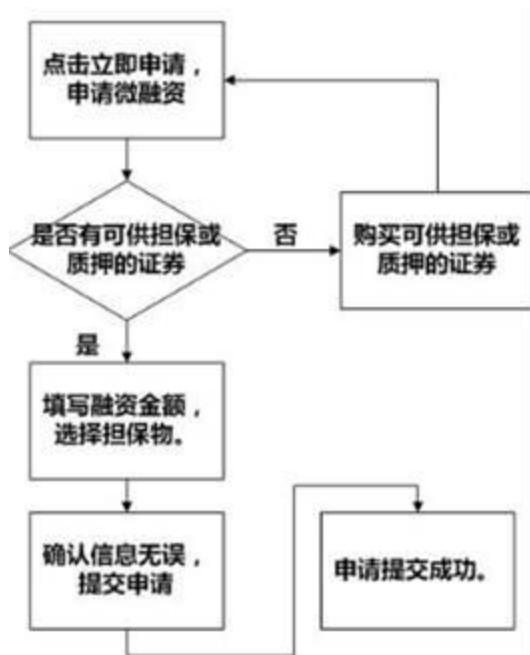 点击立即申请，
申请微融资
是否有可供担保或
质押的证券
否
购买可供担保或
质押的证券
是
填写融资金额，
选择担保物。
确认信息无误，
提交申请
申请提交成功。